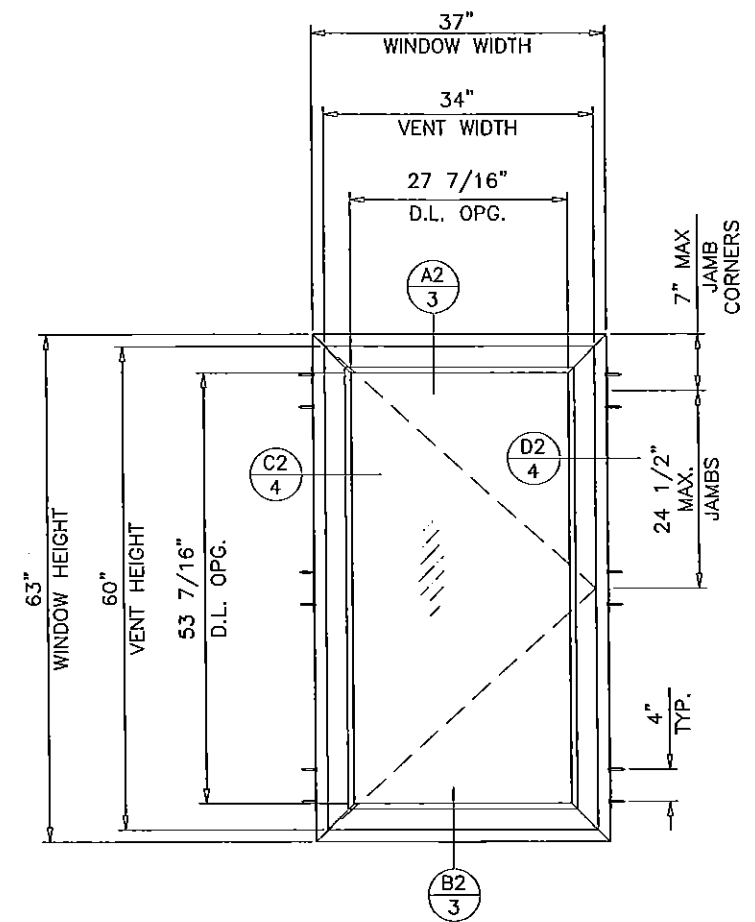 37"
WINDOW WIDTH
34"
VENT WIDTH
27 7/16"
D.L. OPG.
A2
3
7" MAX
JAMB
CORNERS
C2
4
D2
4
24 1/2"
MAX.
JAMBS
63"
WINDOW HEIGHT
60"
VENT HEIGHT
53 7/16"
D.L. OPG.
4"
TYP.
B2
3